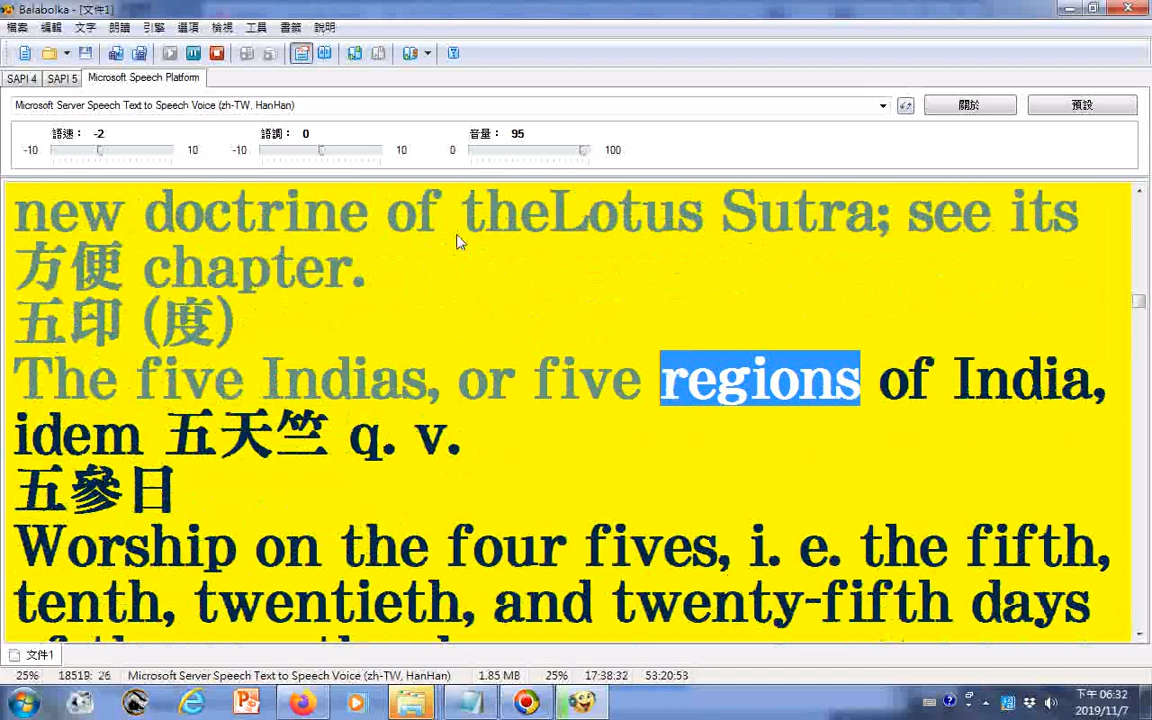 Balabolka - [文件1]
檔案 編輯 文字 朗讀 引擎 選項 檢視 工具 書籤 說明
SAPI 4 SAPI 5 Microsoft Speech Platform
Microsoft Server Speech Text to Speech Voice (zh-TW, HanHan) 關於 預設
語速： -2 語調： 0 音量： 95
-10 10 -10 10 0 100
new doctrine of theLotus Sutra; see its
方便 chapter.
五印 (度)
The five Indias, or five regions of India,
idem 五天竺 q. v.
五參日
Worship on the four fives, i. e. the fifth,
tenth, twentieth, and twenty-fifth days
文件1
25% 18519: 26 Microsoft Server Speech Text to Speech Voice (zh-TW, HanHan) 1.85 MB 25% 17:38:32 53:20:53
下午 06:32
2019/11/7